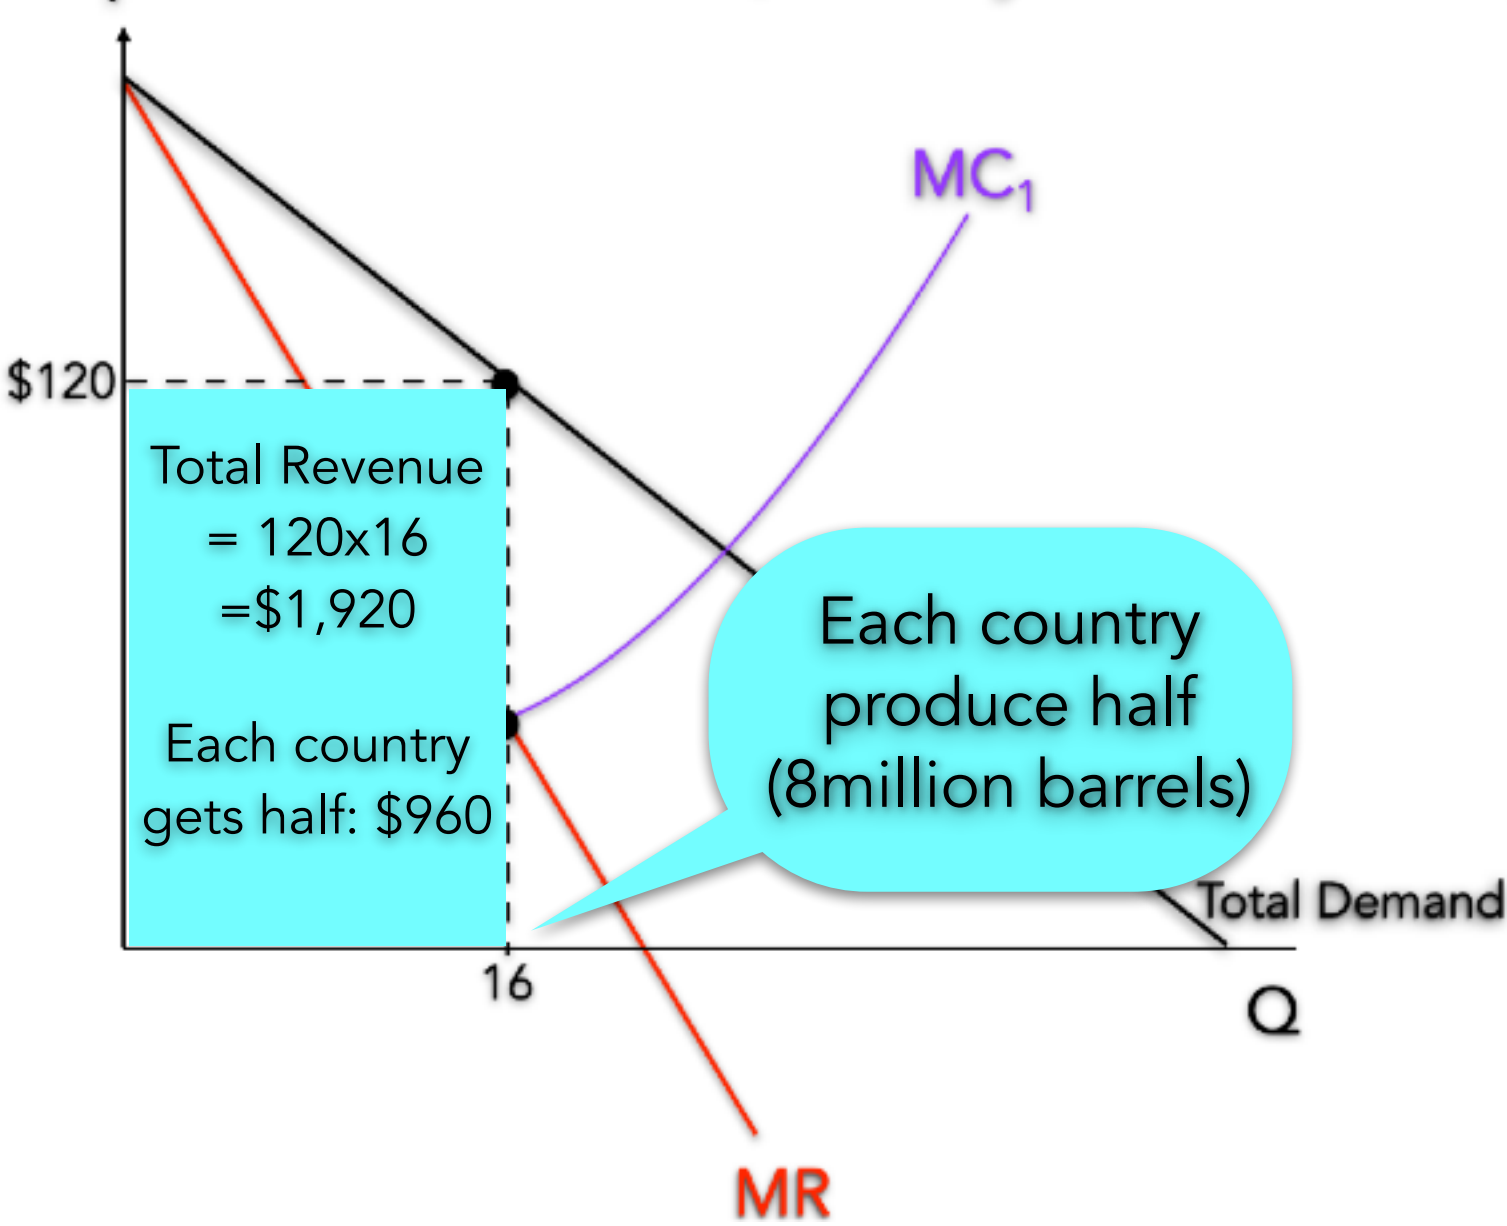 MC₁
$120
Total Revenue
= 120x16
=$1,920
Each country
gets half: $960
Each country
produce half
(8million barrels)
Total Demand
16
Q
MR